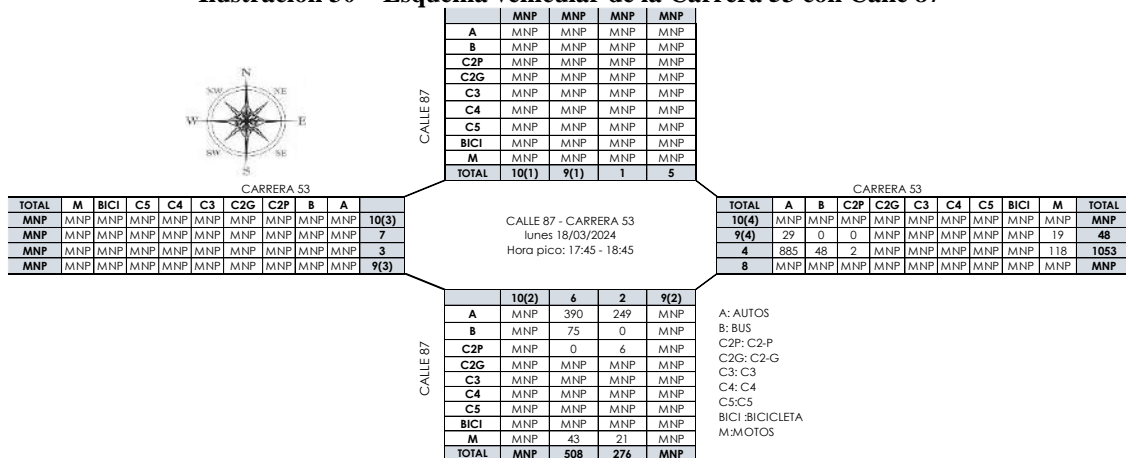 Ilustración 30 – Esquema vehicular de la Carrera 53 con Calle 87
MNP MNP MNP MNP
A MNP MNP MNP MNP
B MNP MNP MNP MNP
C2P MNP MNP MNP MNP
C2G MNP MNP MNP MNP
C3 MNP MNP MNP MNP
C4 MNP MNP MNP MNP
C5 MNP MNP MNP MNP
BICI MNP MNP MNP MNP
M MNP MNP MNP MNP
TOTAL 10(1) 9(1) 1 5
CALLE 87
N
NW NE
W E
SW SE
S
CARRERA 53
TOTAL M BICI C5 C4 C3 C2G C2P B A
MNP MNP MNP MNP MNP MNP MNP MNP MNP MNP 10(3)
MNP MNP MNP MNP MNP MNP MNP MNP MNP MNP 7
MNP MNP MNP MNP MNP MNP MNP MNP MNP MNP 3
MNP MNP MNP MNP MNP MNP MNP MNP MNP MNP 9(3)
CALLE 87 - CARRERA 53
lunes 18/03/2024
Hora pico: 17:45 - 18:45
CARRERA 53
TOTAL A B C2P C2G C3 C4 C5 BICI M TOTAL
10(4) MNP MNP MNP MNP MNP MNP MNP MNP MNP MNP
9(4) 29 0 0 MNP MNP MNP MNP MNP 19 48
4 885 48 2 MNP MNP MNP MNP MNP 118 1053
8 MNP MNP MNP MNP MNP MNP MNP MNP MNP MNP
CALLE 87
10(2) 6 2 9(2)
A MNP 390 249 MNP
B MNP 75 0 MNP
C2P MNP 0 6 MNP
C2G MNP MNP MNP MNP
C3 MNP MNP MNP MNP
C4 MNP MNP MNP MNP
C5 MNP MNP MNP MNP
BICI MNP MNP MNP MNP
M MNP 43 21 MNP
TOTAL MNP 508 276 MNP
A: AUTOS
B: BUS
C2P: C2-P
C2G: C2-G
C3: C3
C4: C4
C5:C5
BICI :BICICLETA
M:MOTOS